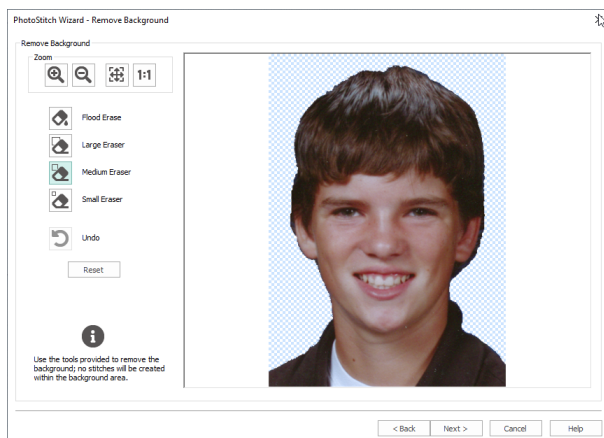 PhotoStitch Wizard - Remove Background
Remove Background
Zoom
1:1
Flood Erase
Large Eraser
Medium Eraser
Small Eraser
Undo
Reset
Use the tools provided to remove the
background; no stitches will be created
within the background area.
< Back
Next >
Cancel
Help